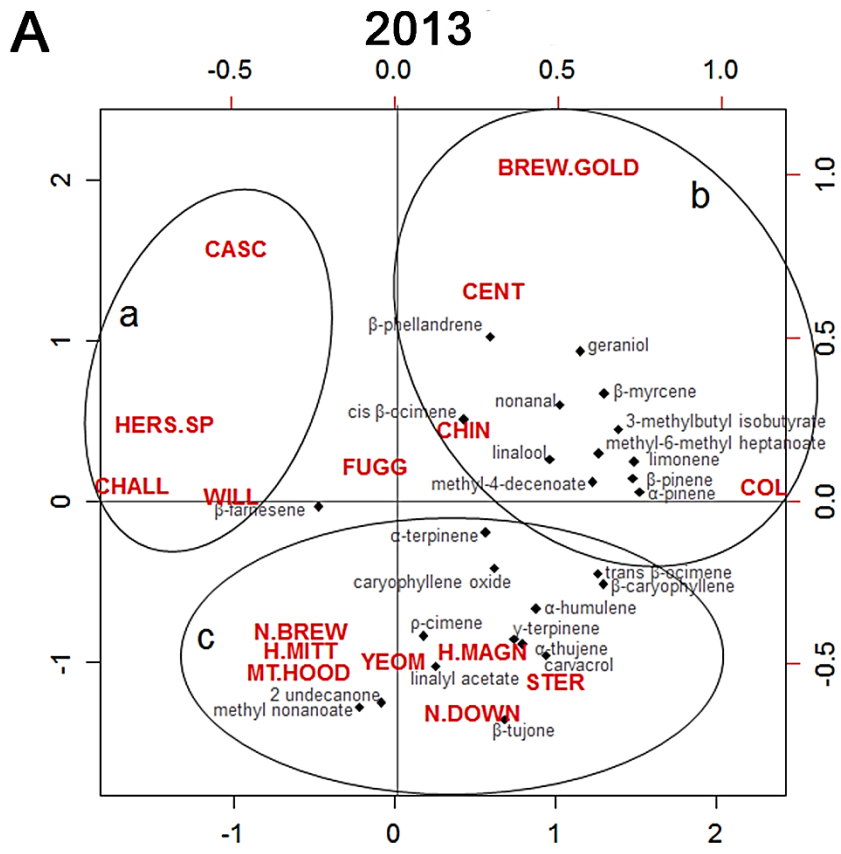 A
2013
-0.5 0.0 0.5 1.0
BREW.GOLD
1.0
2
b
CASC
CENT
a
β-phellandrene
1
geraniol
0.5
β-myrcene
nonanal
cis β-ocimene
3-methylbutyl isobutyrate
HERS.SP
CHIN
methyl-6-methyl heptanoate
linalool
limonene
FUGG
β-pinene
methyl-4-decenoate
CHALL
COL
α-pinene
WILL
0
0.0
β-farnesene
α-terpinene
trans β-ocimene
caryophyllene oxide
β-caryophyllene
α-humulene
ρ-cimene
γ-terpinene
N.BREW
c
α-thujene
H.MITT
H.MAGN
YEOM
-1
-0.5
carvacrol
MT.HOOD
linalyl acetate
STER
2 undecanone
methyl nonanoate
N.DOWN
β-tujone
-1 0 1 2